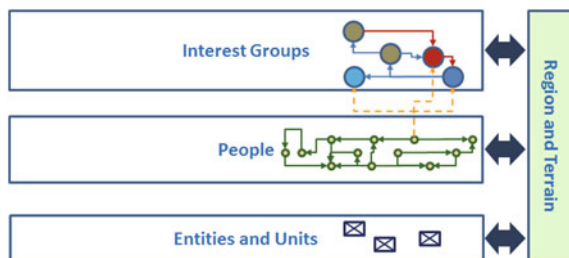 Interest Groups
People
Entities and Units
Region and Terrain